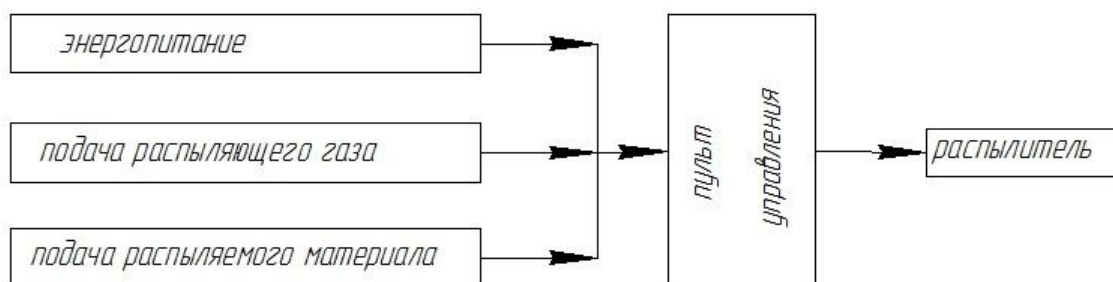 энергопитание
подача распыляющего газа
подача распыляемого материала
пульт
управления
распылитель